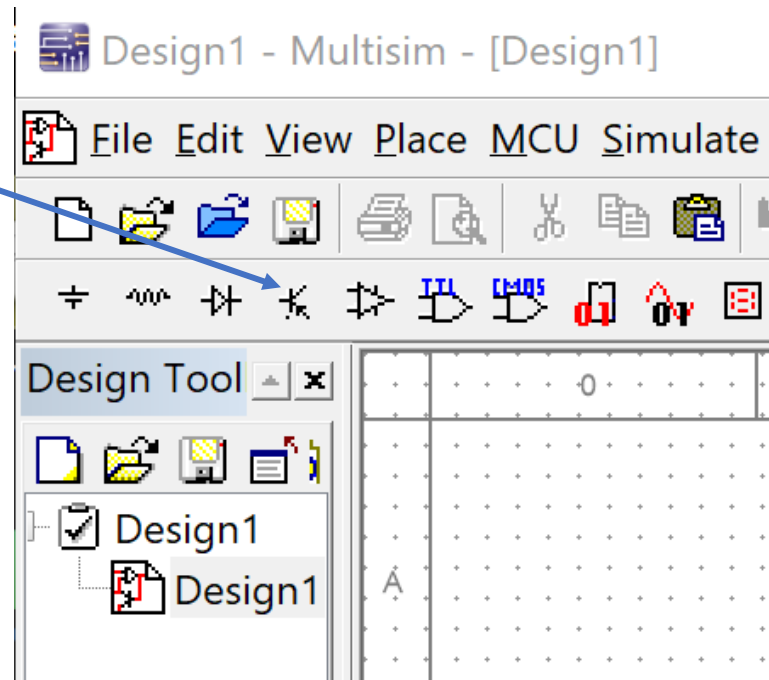 Design1 - Multisim - [Design1]
File Edit View Place MCU Simulate
TTL CMOS
Design Tool
0
Design1
Design1
A